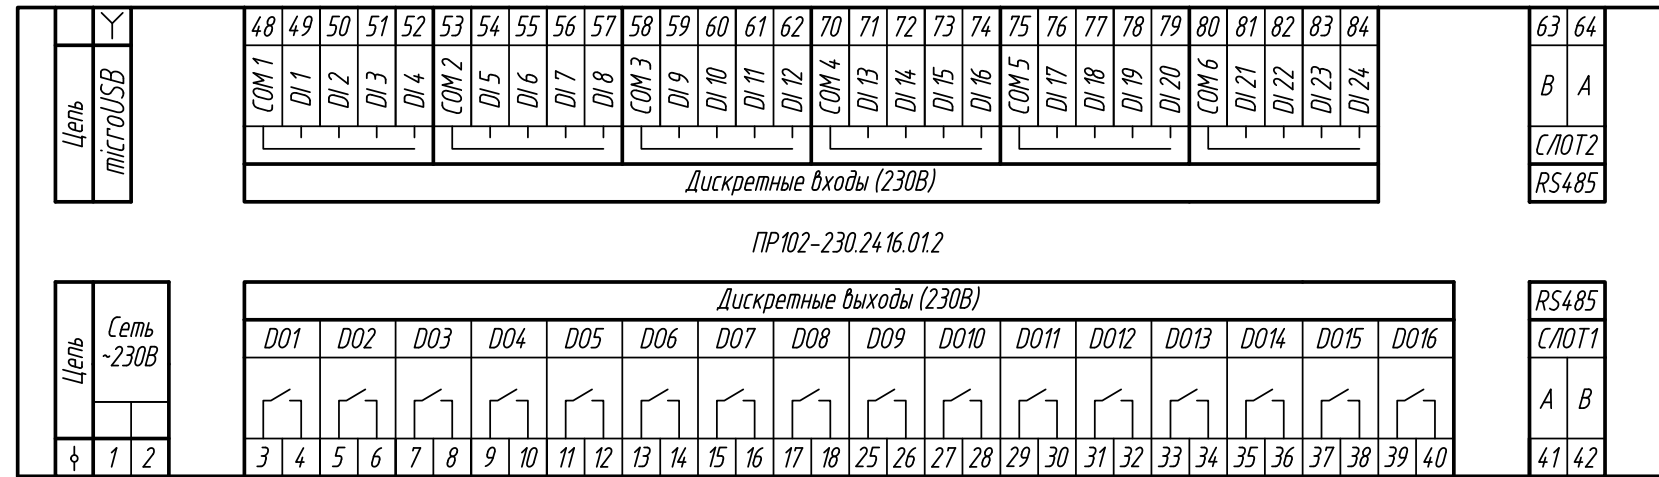 48 49 50 51 52 53 54 55 56 57 58 59 60 61 62 70 71 72 73 74 75 76 77 78 79 80 81 82 83 84 63 64
Цепь microUSB COM 1 DI 1 DI 2 DI 3 DI 4 COM 2 DI 5 DI 6 DI 7 DI 8 COM 3 DI 9 DI 10 DI 11 DI 12 COM 4 DI 13 DI 14 DI 15 DI 16 COM 5 DI 17 DI 18 DI 19 DI 20 COM 6 DI 21 DI 22 DI 23 DI 24 B A
СЛОТ2
Дискретные входы (230В) RS485
ПР102-230.2416.01.2
Дискретные выходы (230В) RS485
Цепь
Сеть
~230В
DO1 DO2 DO3 DO4 DO5 DO6 DO7 DO8 DO9 DO10 DO11 DO12 DO13 DO14 DO15 DO16 СЛОТ1
A B
1 2 3 4 5 6 7 8 9 10 11 12 13 14 15 16 17 18 25 26 27 28 29 30 31 32 33 34 35 36 37 38 39 40 41 42